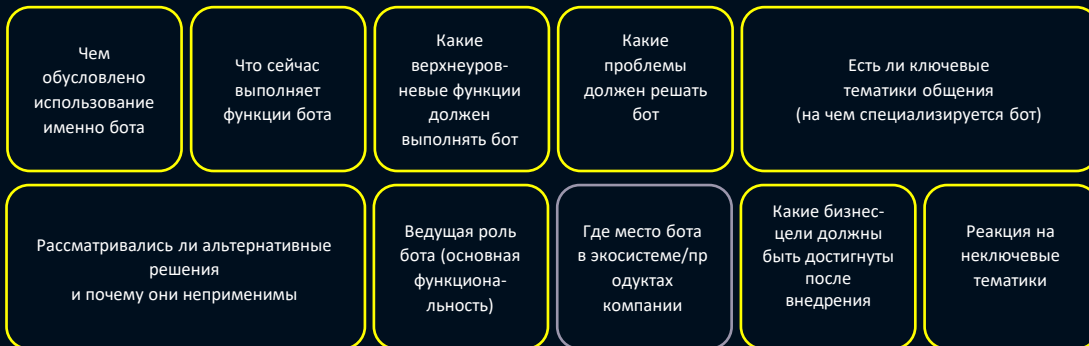 Чем
обусловлено
использование
именно бота
Что сейчас
выполняет
функции бота
Какие
верхнеуров-
невые функции
должен
выполнять бот
Какие
проблемы
должен решать
бот
Есть ли ключевые
тематики общения
(на чем специализируется бот)
Рассматривались ли альтернативные
решения
и почему они неприменимы
Ведущая роль
бота (основная
функциона-
льность)
Где место бота
в экосистеме/пр
одуктах
компании
Какие бизнес-
цели должны
быть достигнуты
после
внедрения
Реакция на
неключевые
тематики